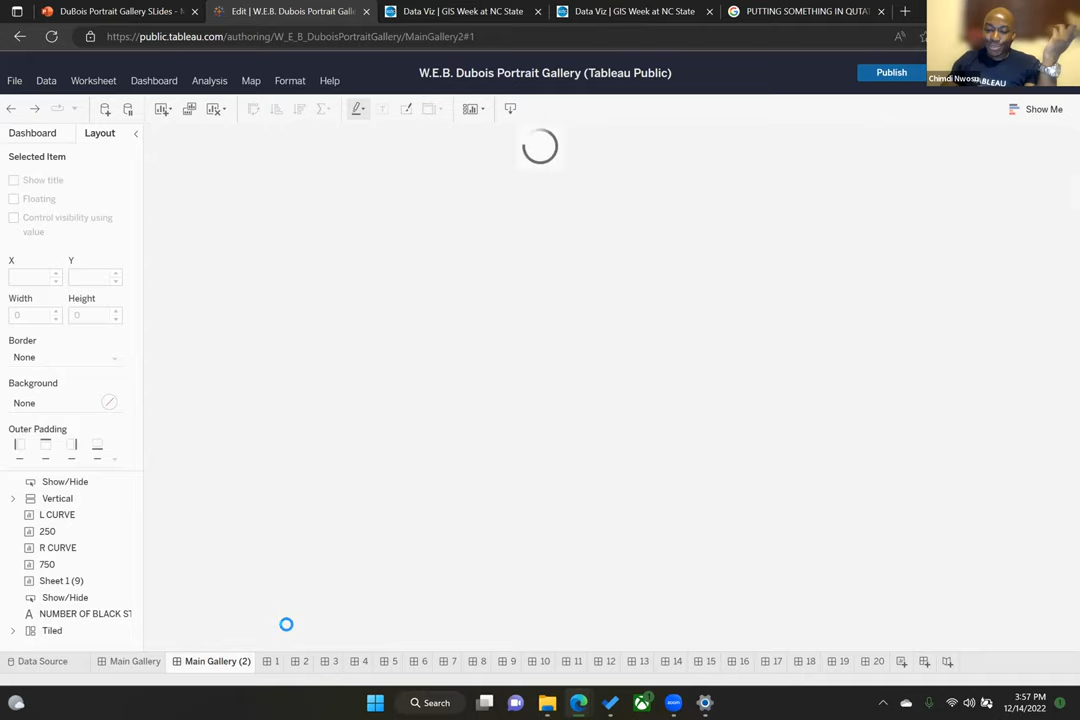 DuBois Portrait Gallery SLides - M
Edit | W.E.B. Dubois Portrait Galle
Data Viz | GIS Week at NC State
Data Viz | GIS Week at NC State
PUTTING SOMETHING IN QUTAT
https://public.tableau.com/authoring/W_E_B_DuboisPortraitGallery/MainGallery2#1
File Data Worksheet Dashboard Analysis Map Format Help
W.E.B. Dubois Portrait Gallery (Tableau Public)
Publish
Chimdi Nwosu
Show Me
Dashboard Layout
Selected Item
Show title
Floating
Control visibility using
value
X Y
Width Height
0 0
Border
None
Background
None
Outer Padding
Show/Hide
Vertical
L CURVE
250
R CURVE
750
Sheet 1 (9)
Show/Hide
A NUMBER OF BLACK ST
Tiled
Data Source Main Gallery Main Gallery (2) 1 2 3 4 5 6 7 8 9 10 11 12 13 14 15 16 17 18 19 20
Search
zoom
3:57 PM
12/14/2022